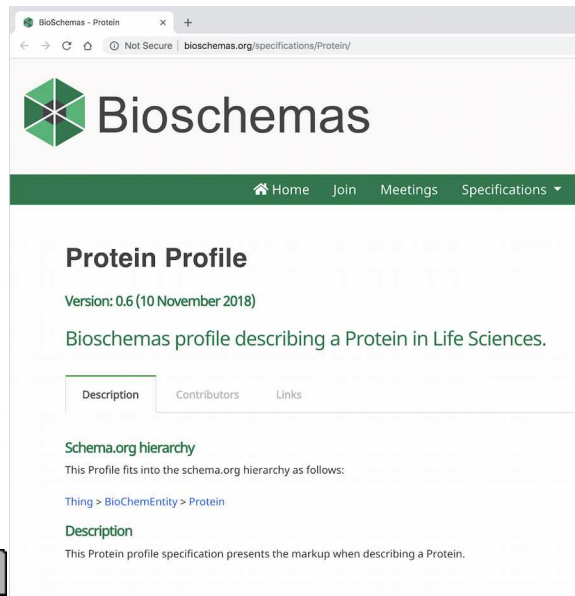 BioSchemas - Protein
Not Secure | bioschemas.org/specifications/Protein/
Bioschemas
Home Join Meetings Specifications
Protein Profile
Version: 0.6 (10 November 2018)
Bioschemas profile describing a Protein in Life Sciences.
Description Contributors Links
Schema.org hierarchy
This Profile fits into the schema.org hierarchy as follows:
Thing > BioChemEntity > Protein
Description
This Protein profile specification presents the markup when describing a Protein.